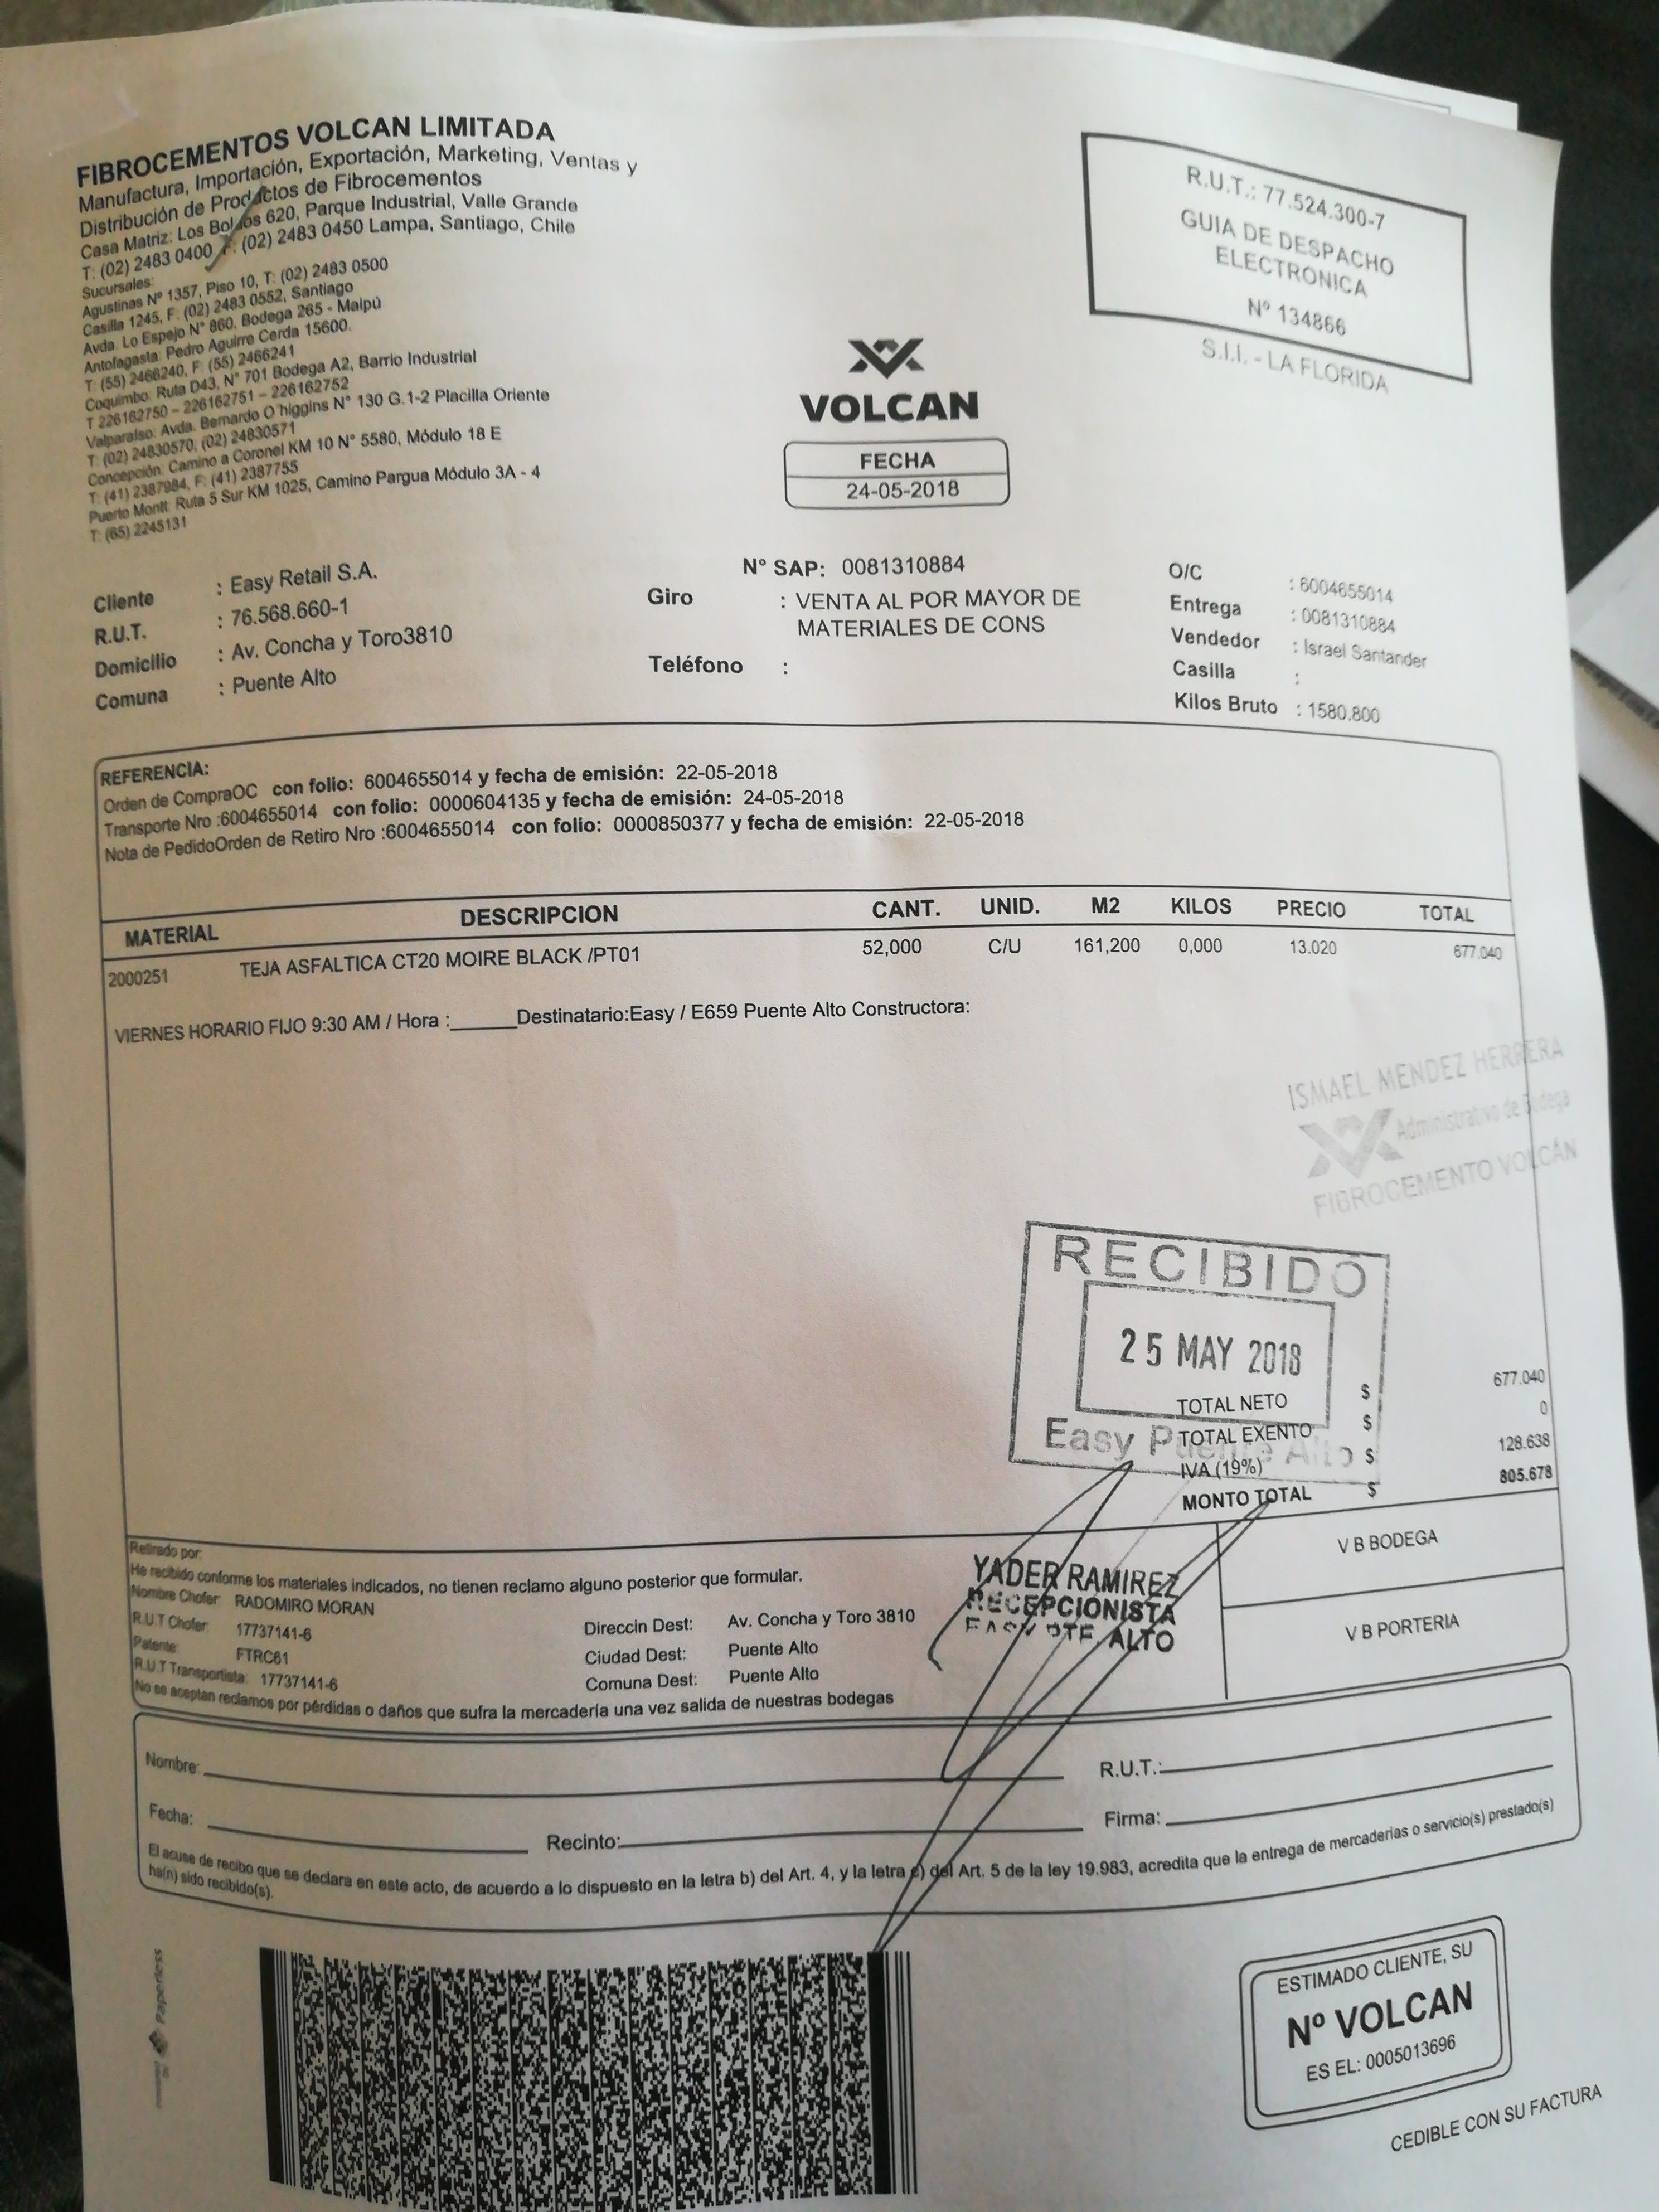 FIBROCEMENTOS VOLCAN LIMITADA
Manufactura, Importación, Exportación, Marketing, Ventas y
Distribución de Productos de Fibrocementos
Casa Matriz: Los Boldos 620, Parque Industrial, Valle Grande
T: (02) 2483 0400 F: (02) 2483 0450 Lampa, Santiago, Chile
Sucursales:
Agustinas Nº 1357, Piso 10, T: (02) 2483 0500
Casilla 1245, F: (02) 2483 0552, Santiago
Avda. Lo Espejo N° 860, Bodega 265 - Maipú
Antofagasta: Pedro Aguirre Cerda 15600.
T: (55) 2466240, F: (55) 2466241
Coquimbo: Ruta D43, N° 701 Bodega A2, Barrio Industrial
T 226162750 – 226162751 – 226162752
Valparaíso: Avda. Bernardo O´higgins N° 130 G.1-2 Placilla Oriente
T: (02) 24830570, (02) 24830571
Concepción: Camino a Coronel KM 10 N° 5580, Módulo 18 E
T: (41) 2387984, F: (41) 2387755
Puerto Montt: Ruta 5 Sur KM 1025, Camino Pargua Módulo 3A - 4
T: (65) 2245131
R.U.T.: 77.524.300-7
GUIA DE DESPACHO
ELECTRONICA
Nº 134866
S.I.I. - LA FLORIDA
VOLCAN
FECHA
24-05-2018
Cliente : Easy Retail S.A.
R.U.T. : 76.568.660-1
Domicilio : Av. Concha y Toro3810
Comuna : Puente Alto
N° SAP: 0081310884
Giro : VENTA AL POR MAYOR DE
MATERIALES DE CONS
Teléfono :
O/C : 6004655014
Entrega : 0081310884
Vendedor : Israel Santander
Casilla :
Kilos Bruto : 1580.800
REFERENCIA:
Orden de CompraOC con folio: 6004655014 y fecha de emisión: 22-05-2018
Transporte Nro :6004655014 con folio: 0000604135 y fecha de emisión: 24-05-2018
Nota de PedidoOrden de Retiro Nro :6004655014 con folio: 0000850377 y fecha de emisión: 22-05-2018
MATERIAL DESCRIPCION CANT. UNID. M2 KILOS PRECIO TOTAL
2000251 TEJA ASFALTICA CT20 MOIRE BLACK /PT01 52,000 C/U 161,200 0,000 13.020 677.040
VIERNES HORARIO FIJO 9:30 AM / Hora :______Destinatario:Easy / E659 Puente Alto Constructora:
ISMAEL MENDEZ HERRERA
Administrativo de Bodega
FIBROCEMENTO VOLCÁN
RECIBIDO
25 MAY 2018
Easy Puente Alto
TOTAL NETO $ 677.040
TOTAL EXENTO $ 0
IVA (19%) $ 128.638
MONTO TOTAL $ 805.678
Retirado por:
He recibido conforme los materiales indicados, no tienen reclamo alguno posterior que formular.
Nombre Chofer: RADOMIRO MORAN
R.U.T Chofer: 17737141-6
Patente: FTRC61
R.U.T Transportista: 17737141-6
No se aceptan reclamos por pérdidas o daños que sufra la mercadería una vez salida de nuestras bodegas
Direccin Dest: Av. Concha y Toro 3810
Ciudad Dest: Puente Alto
Comuna Dest: Puente Alto
YADER RAMIREZ
RECEPCIONISTA
EASY PTE ALTO
V B BODEGA
V B PORTERIA
Nombre:
R.U.T.:
Fecha:
Recinto:
Firma:
El acuse de recibo que se declara en este acto, de acuerdo a lo dispuesto en la letra b) del Art. 4, y la letra c) del Art. 5 de la ley 19.983, acredita que la entrega de mercaderías o servicio(s) prestado(s)
ha(n) sido recibido(s).
Paperless
ESTIMADO CLIENTE, SU
Nº VOLCAN
ES EL: 0005013696
CEDIBLE CON SU FACTURA